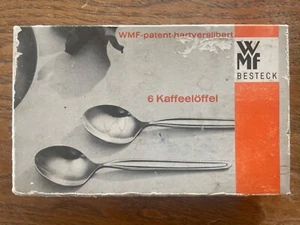 WMF-patent-hartversilbert
WMF
BESTECK
6 Kaffeelöffel